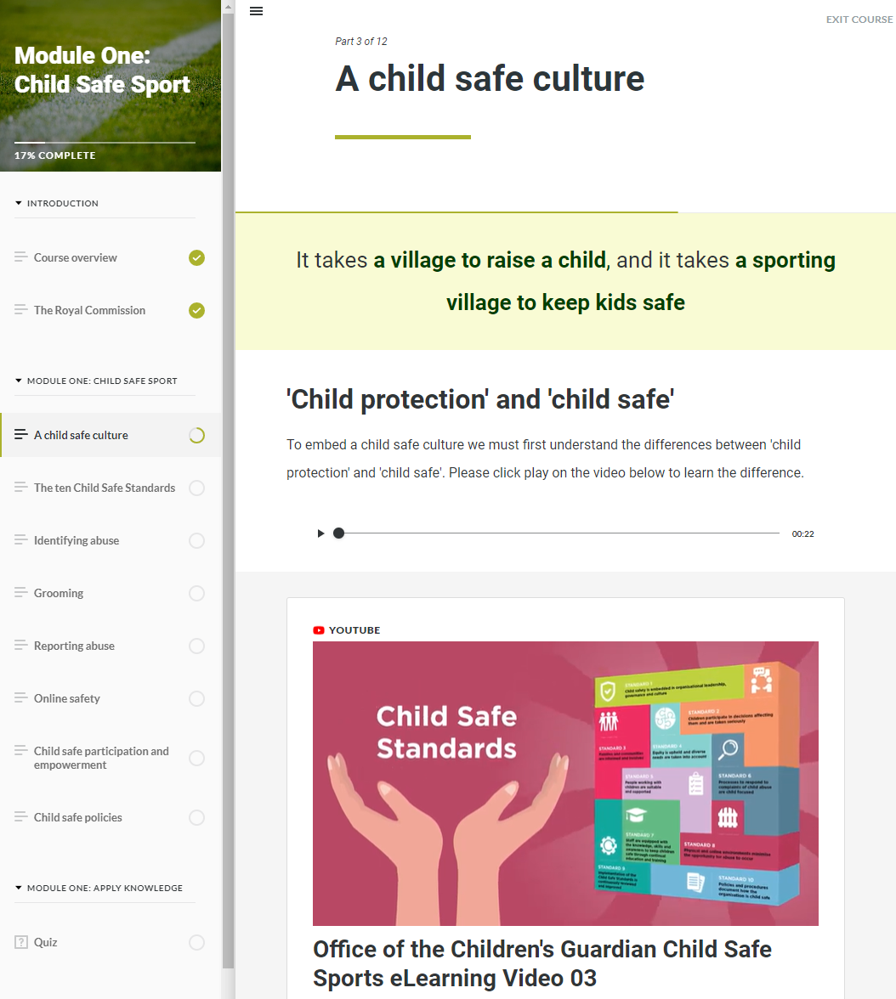 Module One:
Child Safe Sport
17% COMPLETE
INTRODUCTION
Course overview
The Royal Commission
MODULE ONE: CHILD SAFE SPORT
A child safe culture
The ten Child Safe Standards
Identifying abuse
Grooming
Reporting abuse
Online safety
Child safe participation and
empowerment
Child safe policies
MODULE ONE: APPLY KNOWLEDGE
Quiz
EXIT COURSE
Part 3 of 12
A child safe culture
It takes a village to raise a child, and it takes a sporting
village to keep kids safe
'Child protection' and 'child safe'
To embed a child safe culture we must first understand the differences between 'child
protection' and 'child safe'. Please click play on the video below to learn the difference.
00:22
YOUTUBE
Child Safe
Standards
STANDARD 1
Child safety is embedded in organisational leadership,
governance and culture
STANDARD 2
Children participate in decisions affecting
them and are taken seriously
STANDARD 3
Families and communities
are informed and involved
STANDARD 4
Equity is upheld and diverse
needs are taken into account
STANDARD 5
People working with
children are suitable
and supported
STANDARD 6
Processes to respond to
complaints of child abuse
are child focused
STANDARD 7
Staff are equipped with
the knowledge, skills and
awareness to keep children
safe through continual
education and training
STANDARD 8
Physical and online environments minimise
the opportunity for abuse to occur
STANDARD 9
Implementation of the
Child Safe Standards is
continuously reviewed
and improved
STANDARD 10
Policies and procedures
document how the
organisation is child safe
Office of the Children's Guardian Child Safe
Sports eLearning Video 03